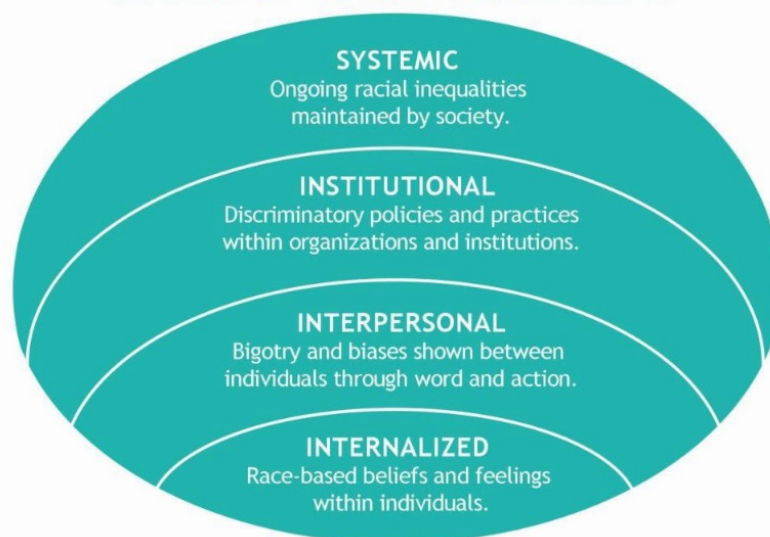 SYSTEMIC
Ongoing racial inequalities
maintained by society.
INSTITUTIONAL
Discriminatory policies and practices
within organizations and institutions.
INTERPERSONAL
Bigotry and biases shown between
individuals through word and action.
INTERNALIZED
Race-based beliefs and feelings
within individuals.